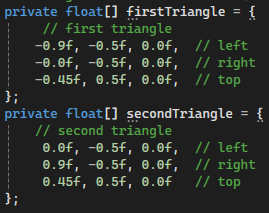 private float[] firstTriangle = {
// first triangle
-0.9f, -0.5f, 0.0f,  // left
-0.0f, -0.5f, 0.0f,  // right
-0.45f, 0.5f, 0.0f,  // top
};
private float[] secondTriangle = {
// second triangle
0.0f, -0.5f, 0.0f,  // left
0.9f, -0.5f, 0.0f,  // right
0.45f, 0.5f, 0.0f   // top
};